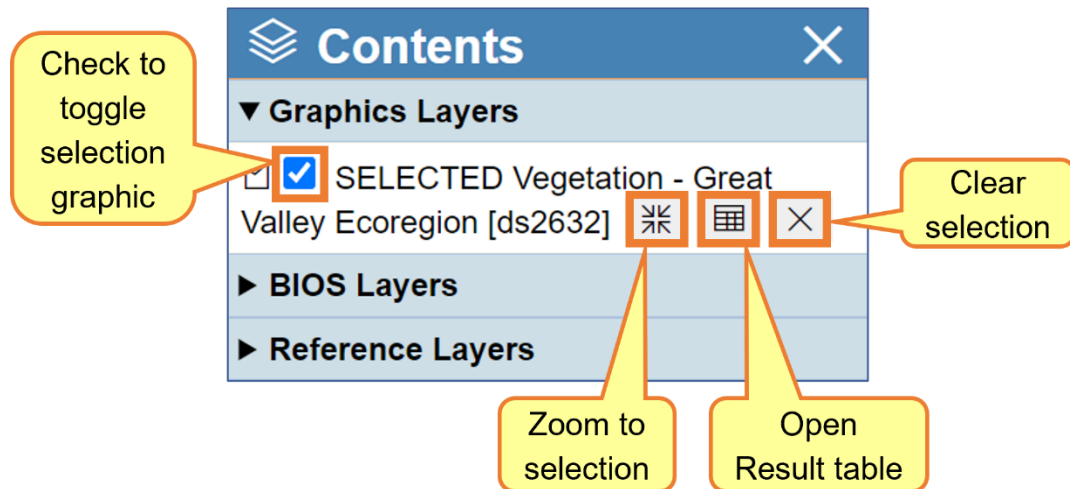 Contents
Check to
toggle
selection
graphic
Graphics Layers
SELECTED Vegetation - Great
Valley Ecoregion [ds2632]
Clear
selection
BIOS Layers
Reference Layers
Zoom to
selection
Open
Result table